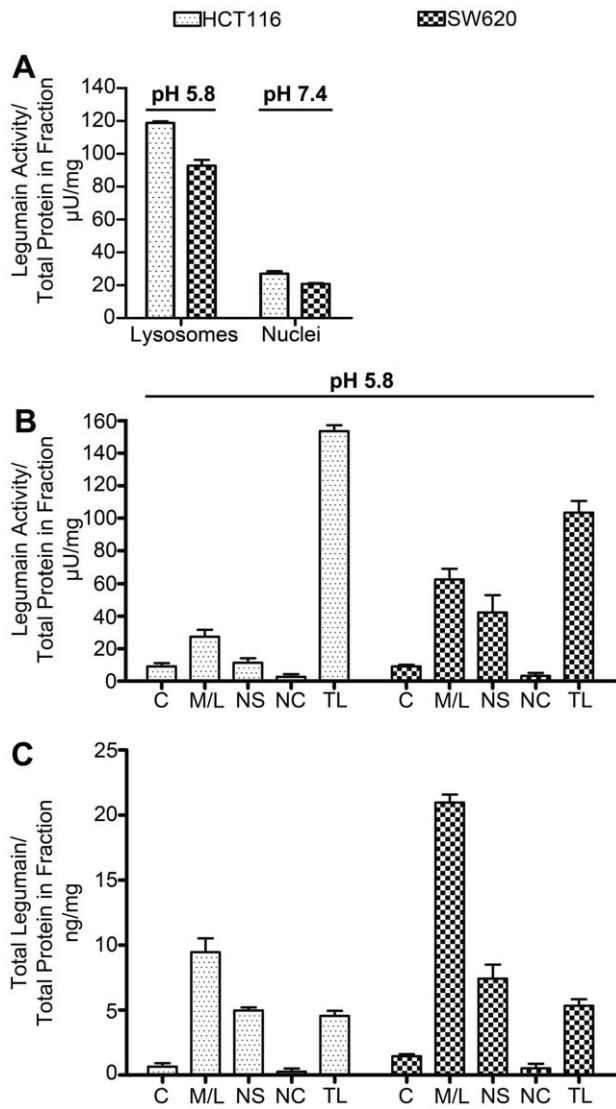 HCT116 SW620
A
pH 5.8 pH 7.4
Legumain Activity/
Total Protein in Fraction
µU/mg
140
120
100
80
60
40
20
0
Lysosomes Nuclei
pH 5.8
B
Legumain Activity/
Total Protein in Fraction
µU/mg
160
140
120
100
80
60
40
20
0
C M/L NS NC TL C M/L NS NC TL
C
Total Legumain/
Total Protein in Fraction
ng/mg
25
20
15
10
5
0
C M/L NS NC TL C M/L NS NC TL